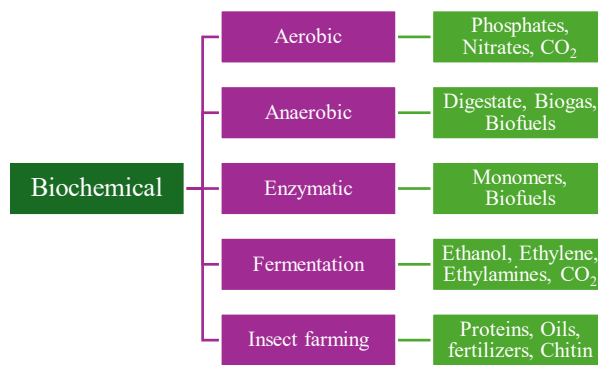 Biochemical
Aerobic
Phosphates,
Nitrates, CO₂
Anaerobic
Digestate, Biogas,
Biofuels
Enzymatic
Monomers,
Biofuels
Fermentation
Ethanol, Ethylene,
Ethylamines, CO₂
Insect farming
Proteins, Oils,
fertilizers, Chitin